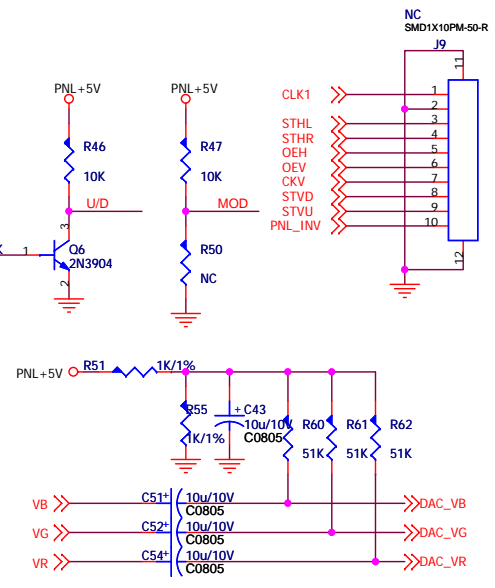 NC
SMD1X10PM-50-R
J9
11
PNL+5V
PNL+5V
CLK1
1
2
STHL
3
STHR
4
OEH
5
OEV
6
CKV
7
STVD
8
STVU
9
PNL_INV
10
12
R46
10K
R47
10K
U/D
MOD
3
K
1
Q6
2N3904
2
R50
NC
PNL+5V
R51
1K/1%
R55
1K/1%
+
C43
10u/10V
C0805
R60
51K
R61
51K
R62
51K
VB
C51
+
10u/10V
C0805
DAC_VB
VG
C52
+
10u/10V
C0805
DAC_VG
VR
C54
+
10u/10V
C0805
DAC_VR